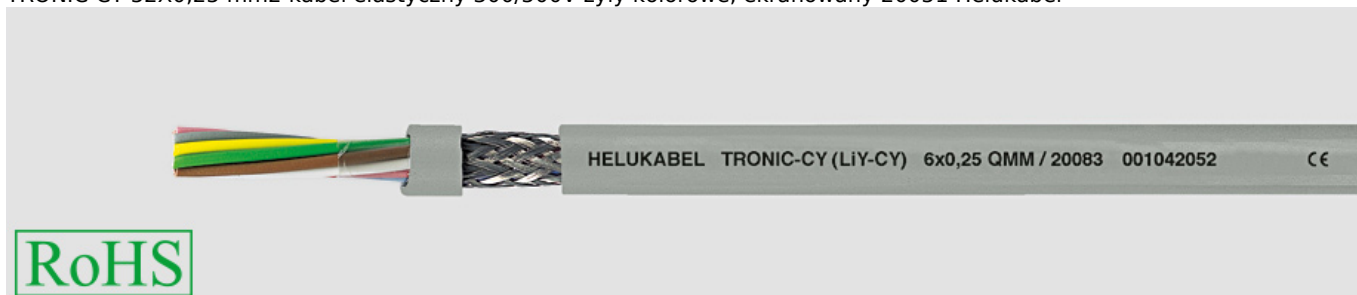 HELUKABEL TRONIC-CY (LiY-CY) 6x0,25 QMM / 20083 001042052 CE
RoHS